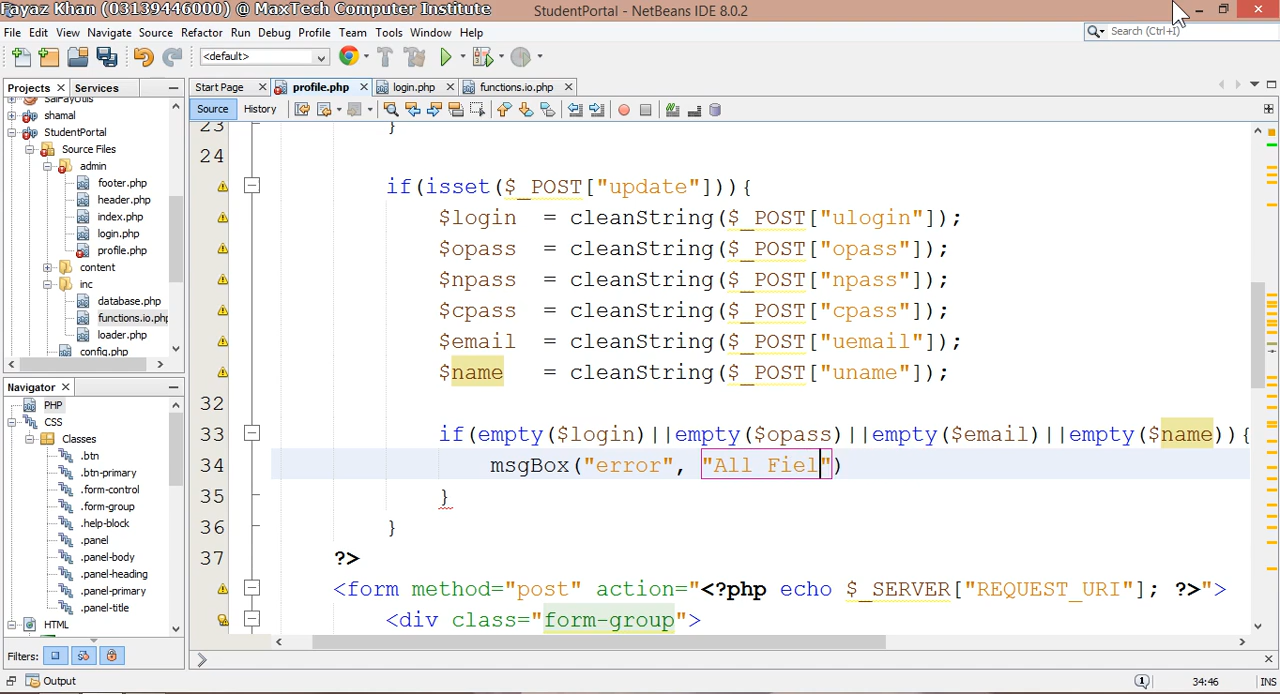 Fayaz Khan (03139446000) @ MaxTech Computer Institute
StudentPortal - NetBeans IDE 8.0.2
File Edit View Navigate Source Refactor Run Debug Profile Team Tools Window Help
Search (Ctrl+I)
<default>
Projects Services
Start Page profile.php login.php functions.io.php
Source History
SalPayUtils
shamal
StudentPortal
Source Files
admin
footer.php
header.php
index.php
login.php
profile.php
content
inc
database.php
functions.io.php
loader.php
config.php
Navigator
PHP
CSS
Classes
.btn
.btn-primary
.form-control
.form-group
.help-block
.panel
.panel-body
.panel-heading
.panel-primary
.panel-title
HTML
Filters:
23 }
24
if(isset($_POST["update"])){
$login = cleanString($_POST["ulogin"]);
$opass = cleanString($_POST["opass"]);
$npass = cleanString($_POST["npass"]);
$cpass = cleanString($_POST["cpass"]);
$email = cleanString($_POST["uemail"]);
$name = cleanString($_POST["uname"]);
32
33 if(empty($login)||empty($opass)||empty($email)||empty($name)){
34 msgBox("error", "All Fiel")
35 }
36 }
37 ?>
<form method="post" action="<?php echo $_SERVER["REQUEST_URI"]; ?>">
<div class="form-group">
Output
1
34:46
INS